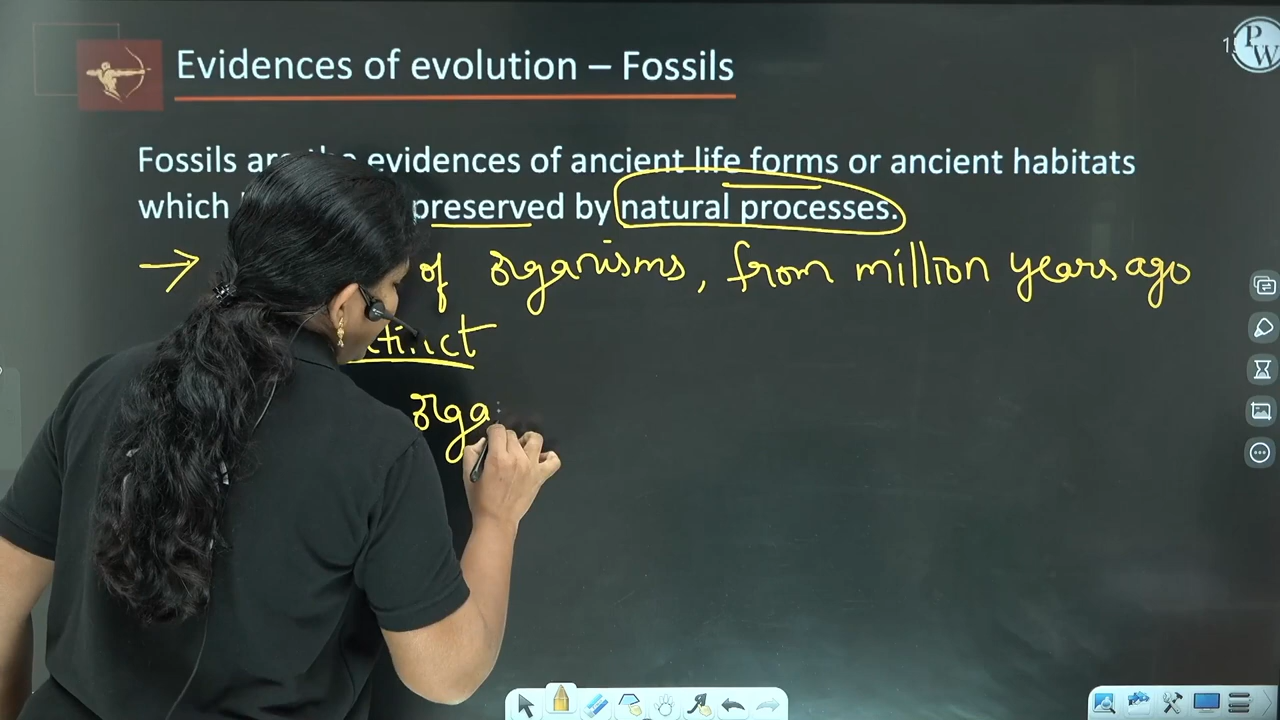 Evidences of evolution – Fossils
Fossils are the evidences of ancient life forms or ancient habitats
which preserved by natural processes.
→ of organisms, from million years ago
orga
PW